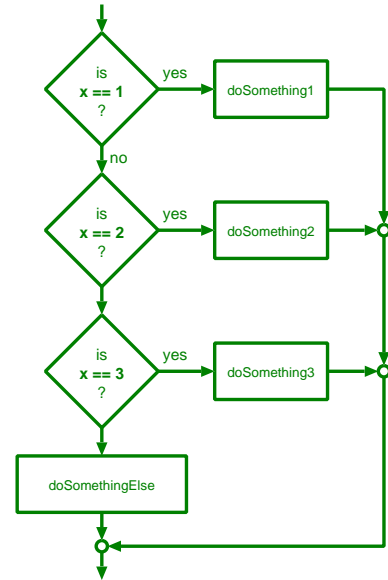 is
x == 1
?
yes
doSomething1
no
is
x == 2
?
yes
doSomething2
is
x == 3
?
yes
doSomething3
doSomethingElse